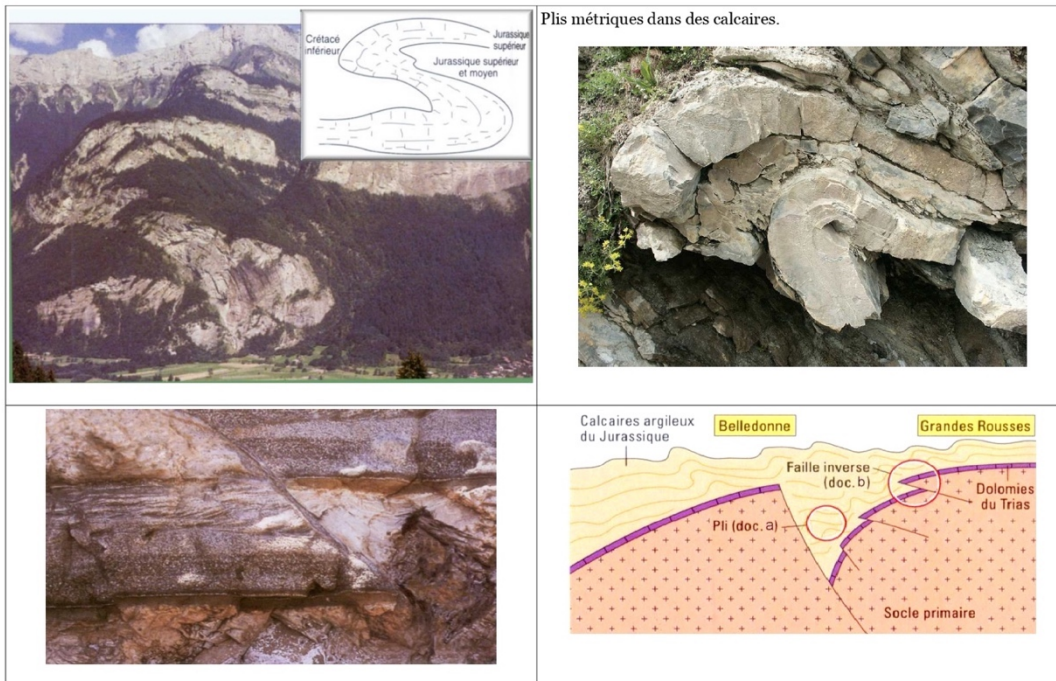 Crétacé
inférieur
Jurassique
supérieur
Jurassique supérieur
et moyen
Plis métriques dans des calcaires.
Calcaires argileux
du Jurassique
Belledonne
Grandes Rousses
Faille inverse
(doc. b)
Dolomies
du Trias
Pli (doc. a)
Socle primaire